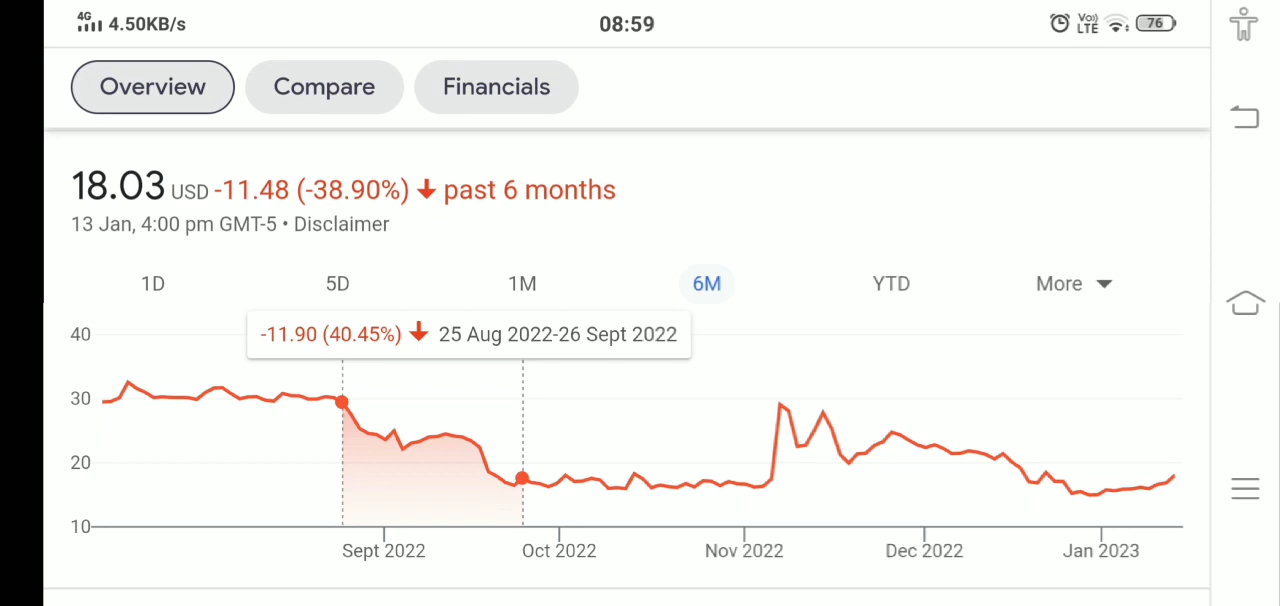 4G 4.50KB/s 08:59 Vo)) LTE 76
Overview Compare Financials
18.03 USD -11.48 (-38.90%) past 6 months
13 Jan, 4:00 pm GMT-5 • Disclaimer
1D 5D 1M 6M YTD More
-11.90 (40.45%) 25 Aug 2022-26 Sept 2022
40
30
20
10
Sept 2022 Oct 2022 Nov 2022 Dec 2022 Jan 2023